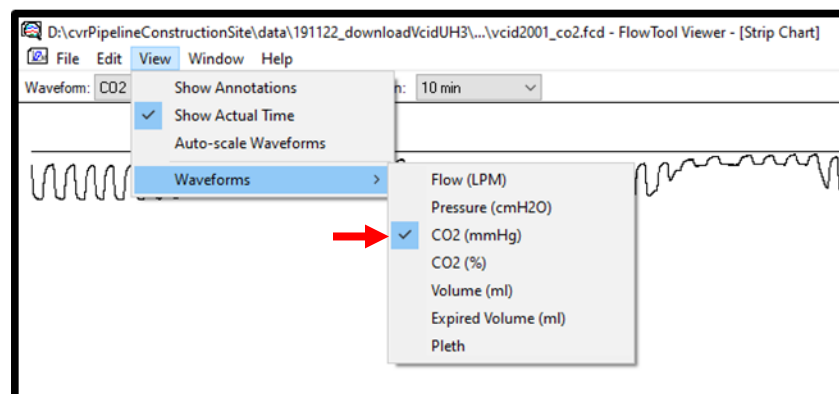 D:\cvrPipelineConstructionSite\data\191122_downloadVcidUH3\...\vcid2001_co2.fcd - FlowTool Viewer - [Strip Chart]
File Edit View Window Help
Waveform: CO2 h: 10 min
Show Annotations
Show Actual Time
Auto-scale Waveforms
Waveforms
Flow (LPM)
Pressure (cmH2O)
CO2 (mmHg)
CO2 (%)
Volume (ml)
Expired Volume (ml)
Pleth